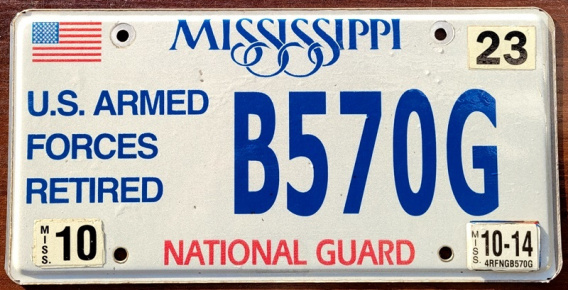 MISSISSIPPI
23
U.S. ARMED
FORCES
RETIRED
B570G
MISS. 10
NATIONAL GUARD
MISS. 10-14
4RFNGB570G